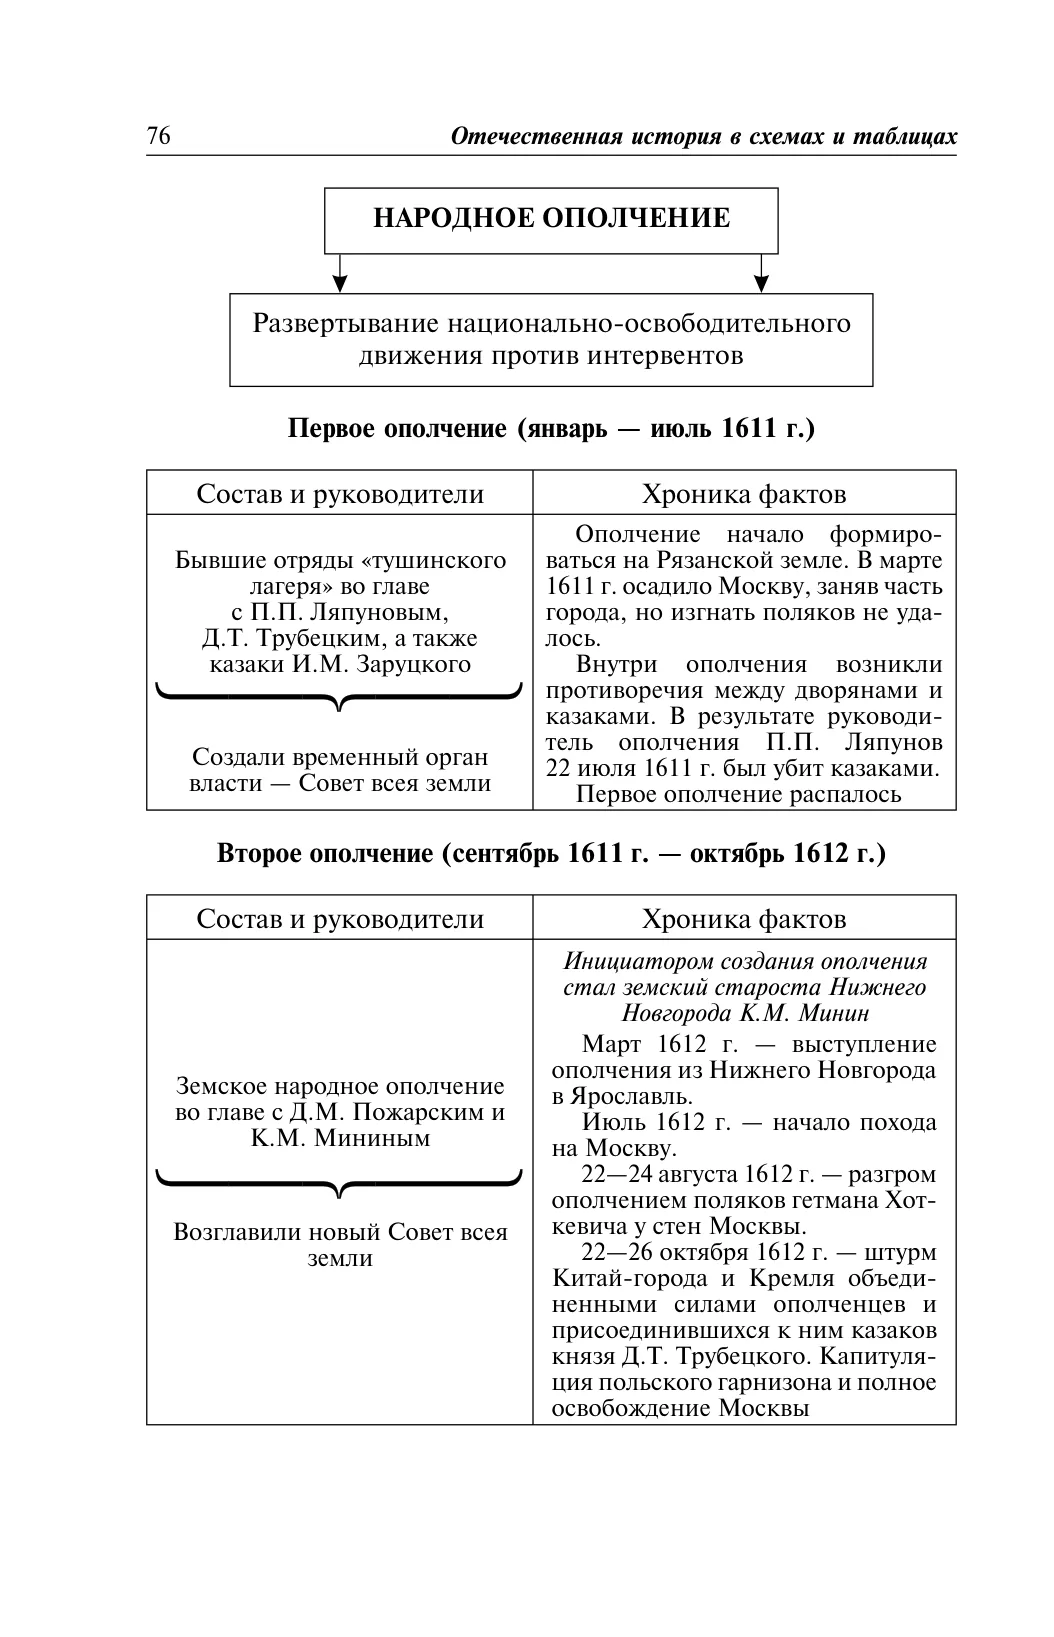 76
Отечественная история в схемах и таблицах
НАРОДНОЕ ОПОЛЧЕНИЕ
Развертывание национально-освободительного
движения против интервентов
Первое ополчение (январь — июль 1611 г.)
Состав и руководители
Хроника фактов
Бывшие отряды «тушинского
лагеря» во главе
с П.П. Ляпуновым,
Д.Т. Трубецким, а также
казаки И.М. Заруцкого
Создали временный орган
власти — Совет всея земли
Ополчение начало формиро-
ваться на Рязанской земле. В марте
1611 г. осадило Москву, заняв часть
города, но изгнать поляков не уда-
лось.
Внутри ополчения возникли
противоречия между дворянами и
казаками. В результате руководи-
тель ополчения П.П. Ляпунов
22 июля 1611 г. был убит казаками.
Первое ополчение распалось
Второе ополчение (сентябрь 1611 г. — октябрь 1612 г.)
Состав и руководители
Хроника фактов
Земское народное ополчение
во главе с Д.М. Пожарским и
К.М. Мининым
Возглавили новый Совет всея
земли
Инициатором создания ополчения
стал земский староста Нижнего
Новгорода К.М. Минин
Март 1612 г. — выступление
ополчения из Нижнего Новгорода
в Ярославль.
Июль 1612 г. — начало похода
на Москву.
22—24 августа 1612 г. — разгром
ополчением поляков гетмана Хот-
кевича у стен Москвы.
22—26 октября 1612 г. — штурм
Китай-города и Кремля объеди-
ненными силами ополченцев и
присоединившихся к ним казаков
князя Д.Т. Трубецкого. Капитуля-
ция польского гарнизона и полное
освобождение Москвы